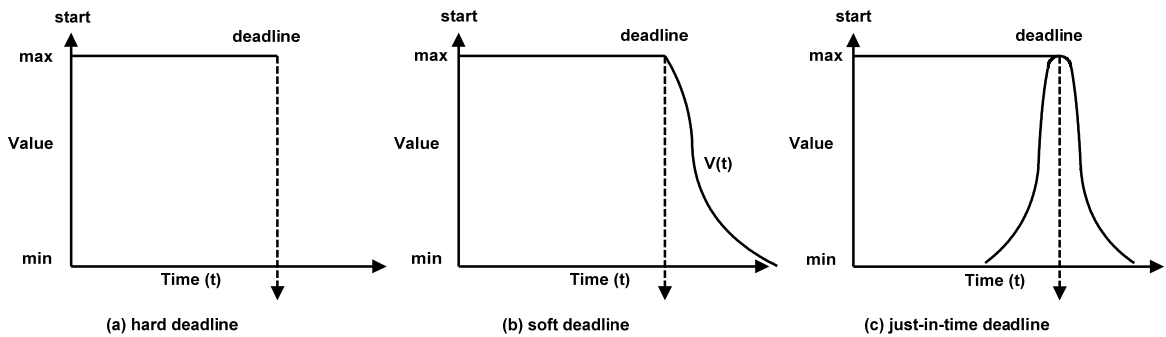 start
deadline
max
Value
min
Time (t)
(a) hard deadline
start
deadline
max
Value
V(t)
min
Time (t)
(b) soft deadline
start
deadline
max
Value
min
Time (t)
(c) just-in-time deadline